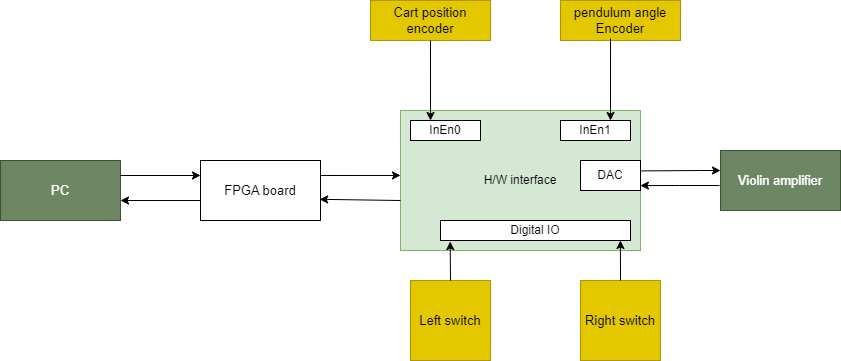 Cart position
encoder
pendulum angle
Encoder
InEn0
InEn1
PC
FPGA board
H/W interface
DAC
Violin amplifier
Digital IO
Left switch
Right switch